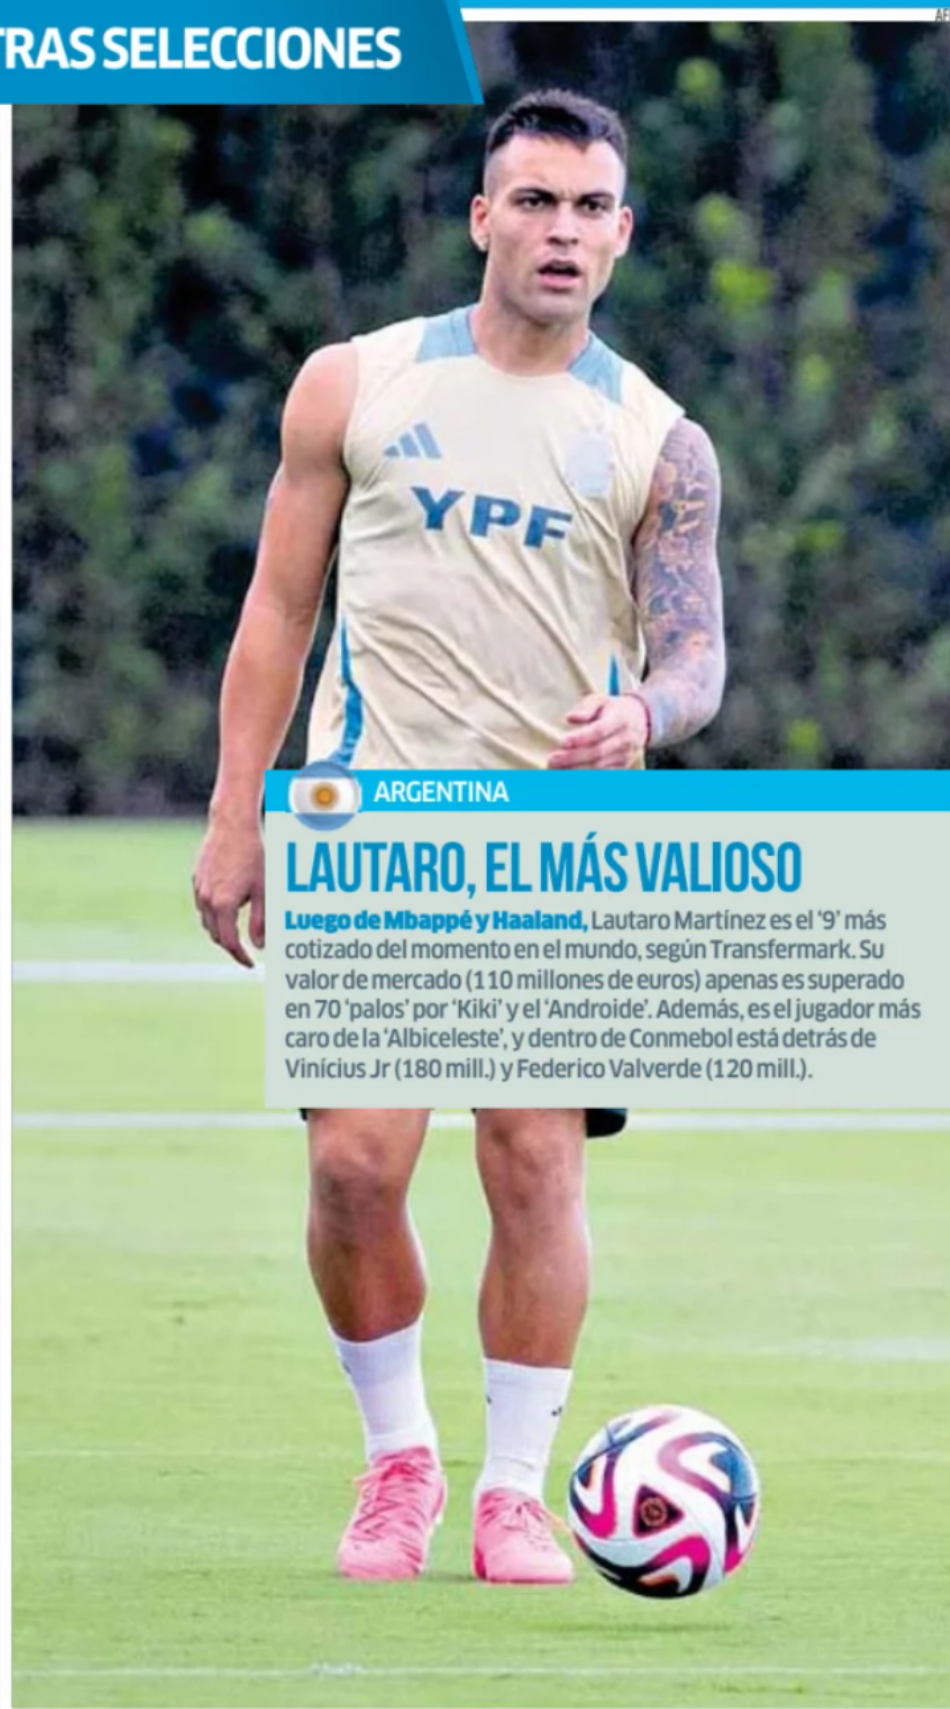 TRAS SELECCIONES
YPF
ARGENTINA
LAUTARO, EL MÁS VALIOSO
Luego de Mbappé y Haaland, Lautaro Martínez es el ‘9’ más
cotizado del momento en el mundo, según Transfermark. Su
valor de mercado (110 millones de euros) apenas es superado
en 70 ‘palos’ por ‘Kiki’ y el ‘Androide’. Además, es el jugador más
caro de la ‘Albiceleste’, y dentro de Conmebol está detrás de
Vinícius Jr (180 mill.) y Federico Valverde (120 mill.).